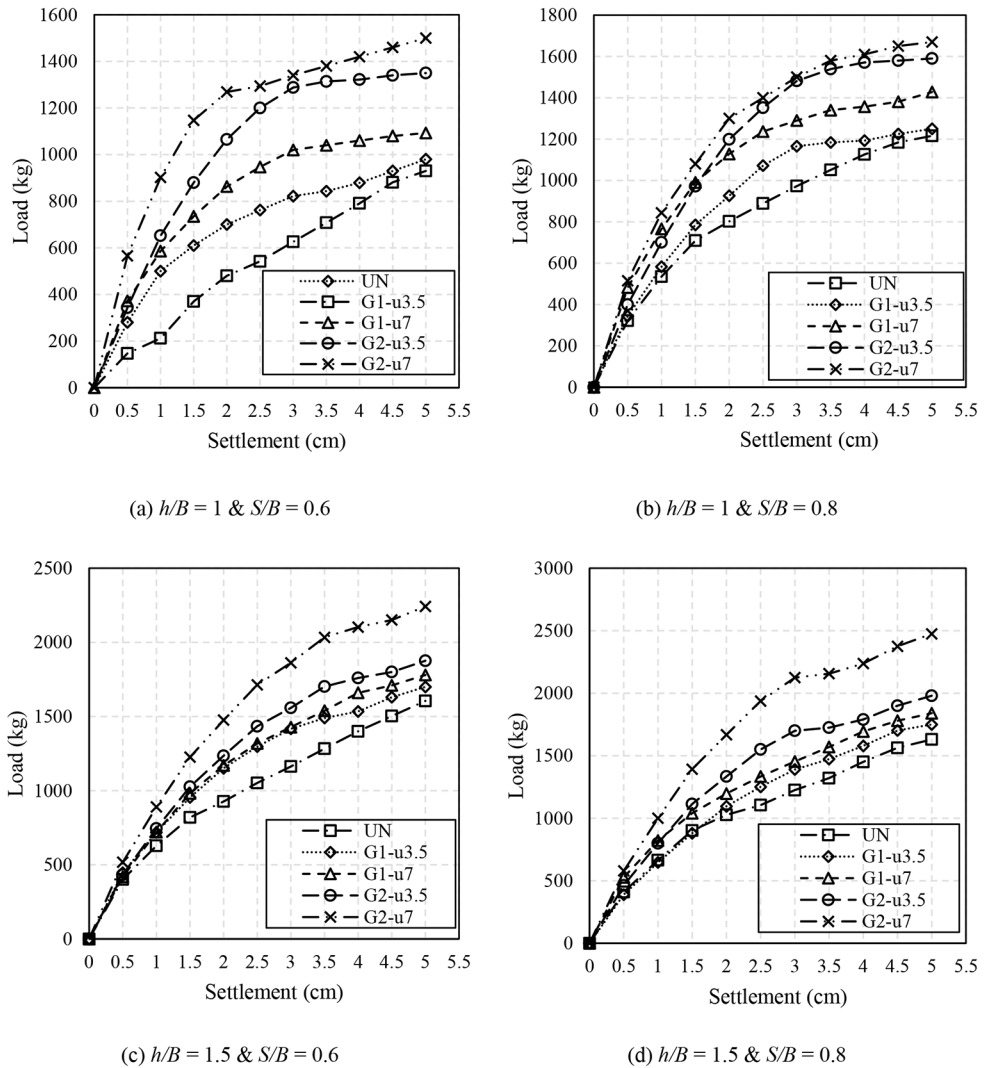 1600
1400
1200
1000
800
600
400
200
0
Load (kg)
0 0.5 1 1.5 2 2.5 3 3.5 4 4.5 5 5.5
Settlement (cm)
UN
G1-u3.5
G1-u7
G2-u3.5
G2-u7
(a) h/B = 1 & S/B = 0.6
1800
1600
1400
1200
1000
800
600
400
200
0
Load (kg)
0 0.5 1 1.5 2 2.5 3 3.5 4 4.5 5 5.5
Settlement (cm)
UN
G1-u3.5
G1-u7
G2-u3.5
G2-u7
(b) h/B = 1 & S/B = 0.8
2500
2000
1500
1000
500
0
Load (kg)
0 0.5 1 1.5 2 2.5 3 3.5 4 4.5 5 5.5
Settlement (cm)
UN
G1-u3.5
G1-u7
G2-u3.5
G2-u7
(c) h/B = 1.5 & S/B = 0.6
3000
2500
2000
1500
1000
500
0
Load (kg)
0 0.5 1 1.5 2 2.5 3 3.5 4 4.5 5 5.5
Settlement (cm)
UN
G1-u3.5
G1-u7
G2-u3.5
G2-u7
(d) h/B = 1.5 & S/B = 0.8